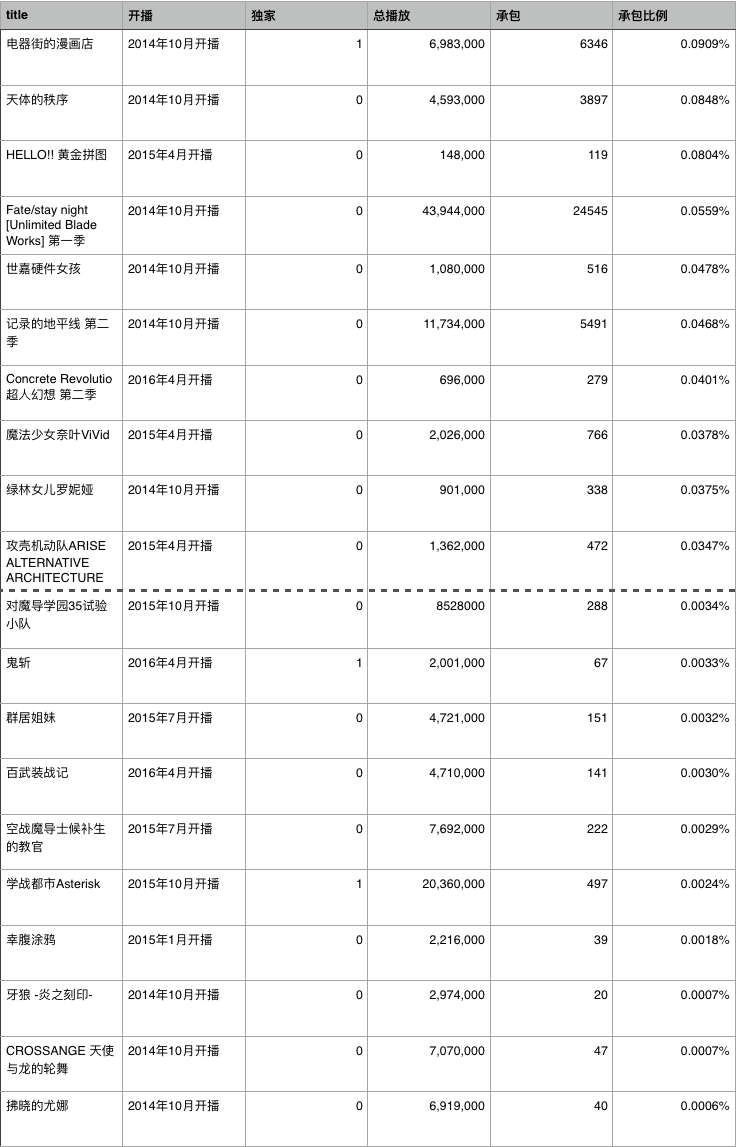 title 开播 独家 总播放 承包 承包比例
电器街的漫画店 2014年10月开播 1 6,983,000 6346 0.0909%
天体的秩序 2014年10月开播 0 4,593,000 3897 0.0848%
HELLO!! 黄金拼图 2015年4月开播 0 148,000 119 0.0804%
Fate/stay night 2014年10月开播 0 43,944,000 24545 0.0559%
[Unlimited Blade
Works] 第一季
世嘉硬件女孩 2014年10月开播 0 1,080,000 516 0.0478%
记录的地平线 第二 2014年10月开播 0 11,734,000 5491 0.0468%
季
Concrete Revolutio 2016年4月开播 0 696,000 279 0.0401%
超人幻想 第二季
魔法少女奈叶ViVid 2015年4月开播 0 2,026,000 766 0.0378%
绿林女儿罗妮娅 2014年10月开播 0 901,000 338 0.0375%
攻壳机动队ARISE 2015年4月开播 0 1,362,000 472 0.0347%
ALTERNATIVE
ARCHITECTURE
对魔导学园35试验 2015年10月开播 0 8528000 288 0.0034%
小队
鬼斩 2016年4月开播 1 2,001,000 67 0.0033%
群居姐妹 2015年7月开播 0 4,721,000 151 0.0032%
百武装战记 2016年4月开播 0 4,710,000 141 0.0030%
空战魔导士候补生 2015年7月开播 0 7,692,000 222 0.0029%
的教官
学战都市Asterisk 2015年10月开播 1 20,360,000 497 0.0024%
幸腹涂鸦 2015年1月开播 0 2,216,000 39 0.0018%
牙狼 -炎之刻印- 2014年10月开播 0 2,974,000 20 0.0007%
CROSSANGE 天使 2014年10月开播 0 7,070,000 47 0.0007%
与龙的轮舞
拂晓的尤娜 2014年10月开播 0 6,919,000 40 0.0006%